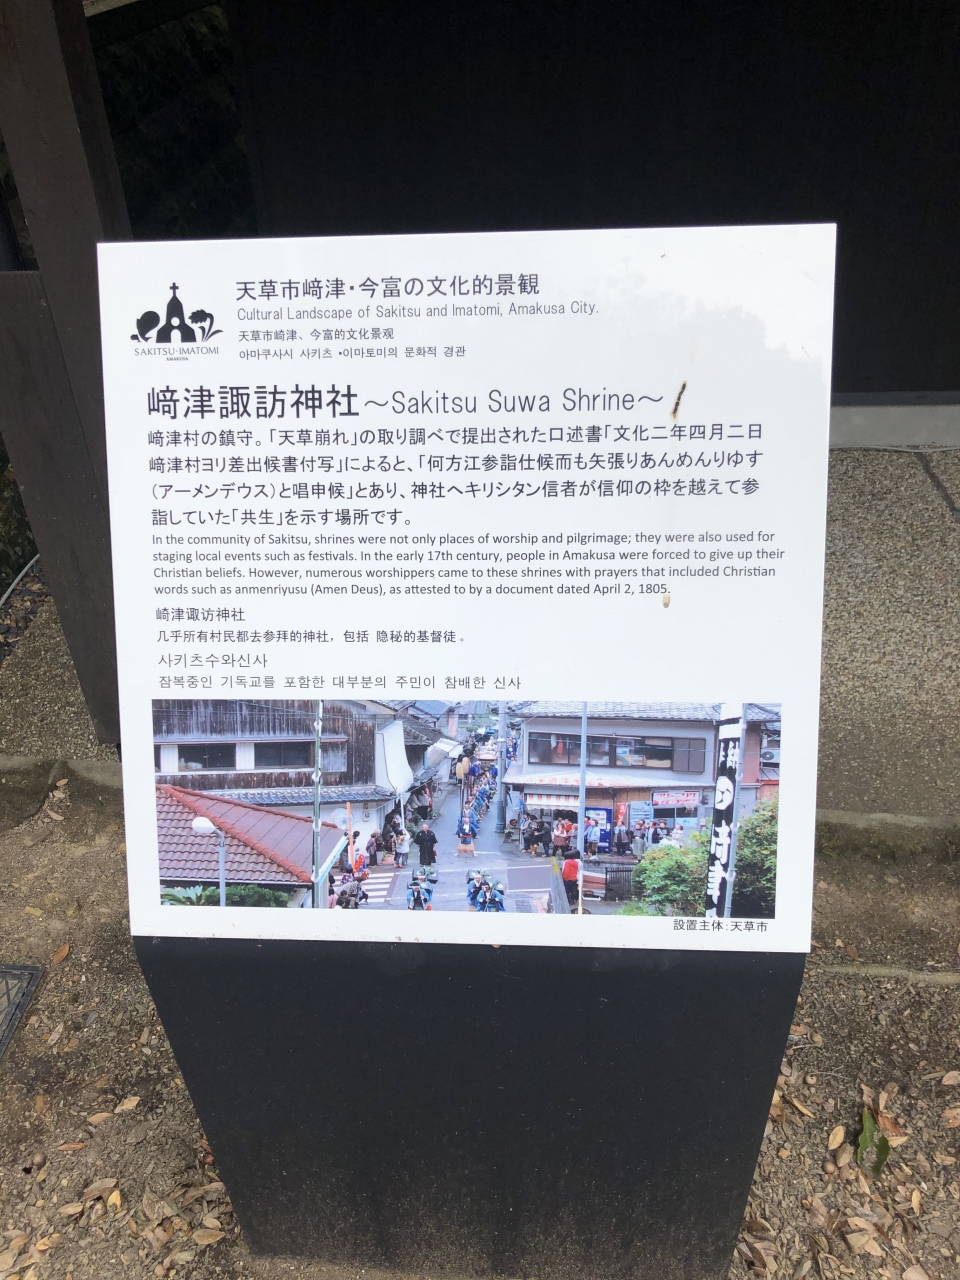 天草市﨑津・今富の文化的景観
Cultural Landscape of Sakitsu and Imatomi, Amakusa City.
天草市崎津、今富的文化景观
아마쿠사시 사키츠 •이마토미의 문화적 경관
SAKITSU・IMATOMI
AMAKUSA
﨑津諏訪神社～Sakitsu Suwa Shrine～
﨑津村の鎮守。「天草崩れ」の取り調べで提出された口述書「文化二年四月二日
﨑津村ヨリ差出候書付写」によると、「何方江参詣仕候而も矢張りあんめんりゆす
（アーメンデウス）と唱申候」とあり、神社へキリシタン信者が信仰の枠を越えて参
詣していた「共生」を示す場所です。
In the community of Sakitsu, shrines were not only places of worship and pilgrimage; they were also used for
staging local events such as festivals. In the early 17th century, people in Amakusa were forced to give up their
Christian beliefs. However, numerous worshippers came to these shrines with prayers that included Christian
words such as anmenriyusu (Amen Deus), as attested to by a document dated April 2, 1805.
崎津诹访神社
几乎所有村民都去参拜的神社，包括 隐秘的基督徒。
사키츠수와신사
잠복중인 기독교를 포함한 대부분의 주민이 참배한 신사
設置主体：天草市